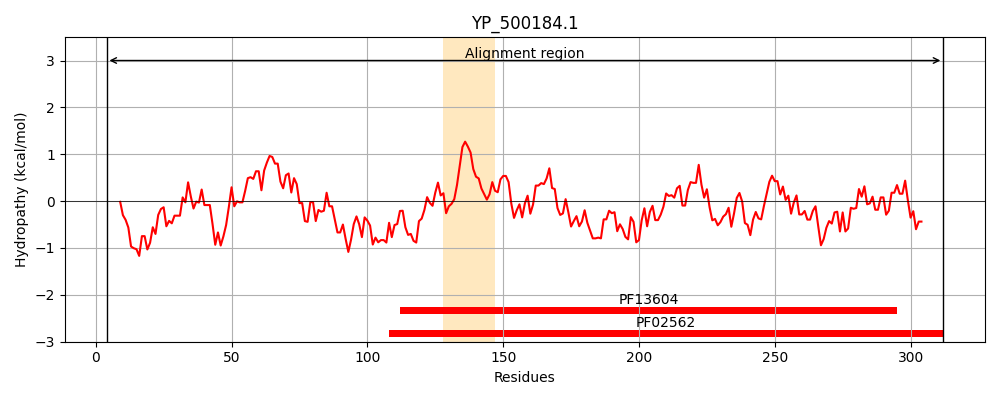 YP_500184.1
Alignment region
Hydropathy (kcal/mol)
3
2
1
0
−1
−2
−3
PF13604
PF02562
0 50 100 150 200 250 300
Residues